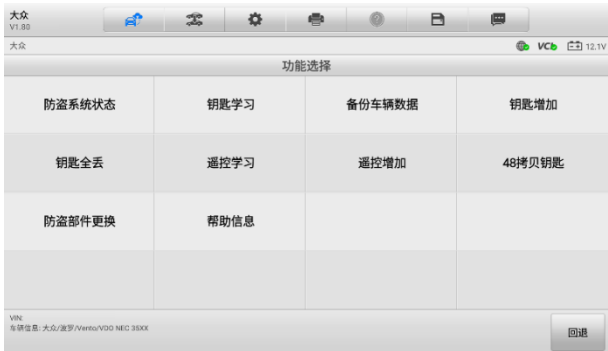 大众
V1.80
大众
VCI
12.1V
功能选择
防盗系统状态
钥匙学习
备份车辆数据
钥匙增加
钥匙全丢
遥控学习
遥控增加
48拷贝钥匙
防盗部件更换
帮助信息
VIN:
车辆信息: 大众/波罗/Vento/VDO NEC 35XX
回退